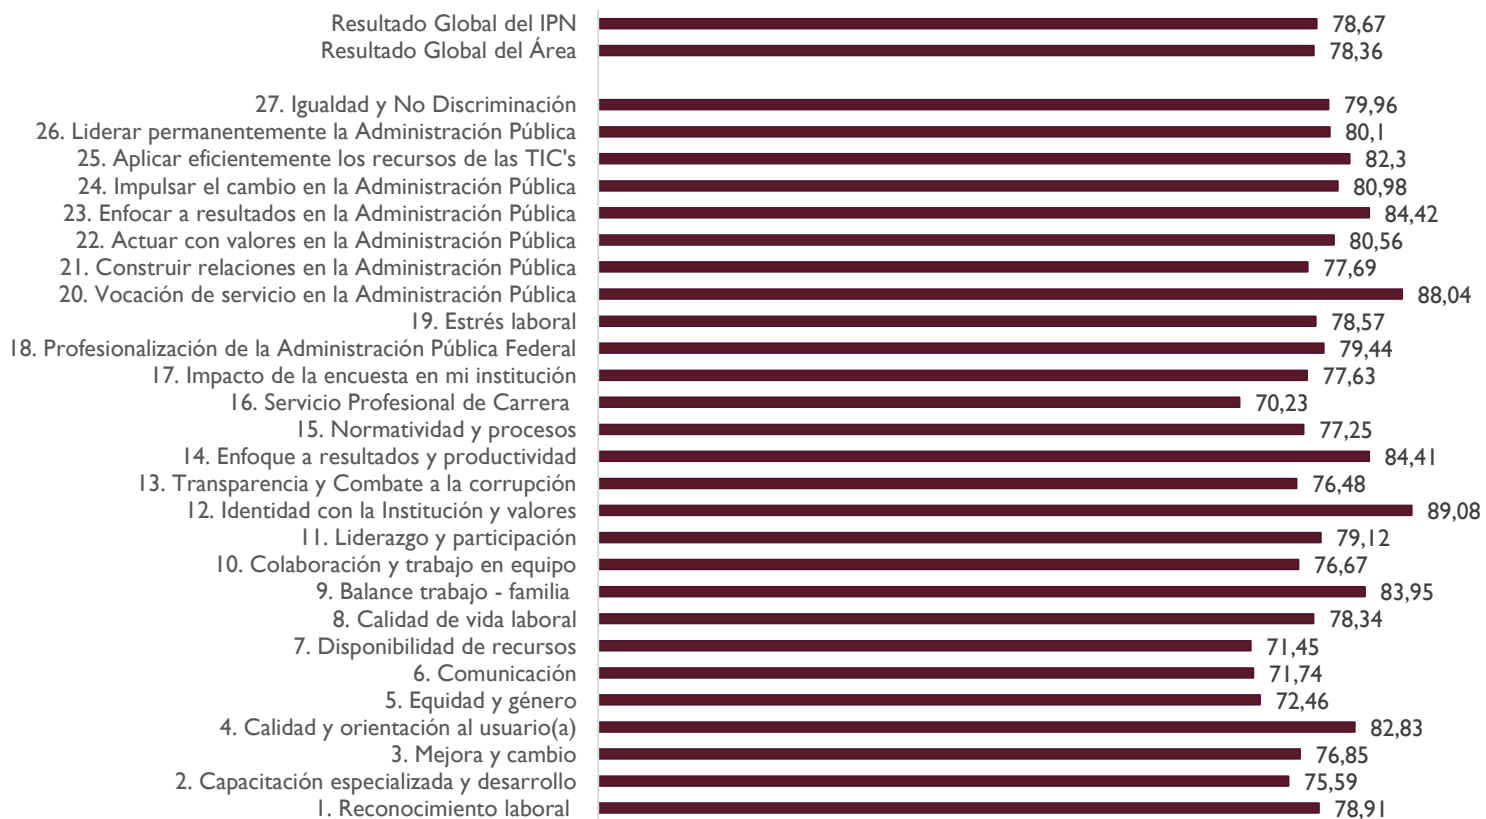 Resultado Global del IPN 78,67
Resultado Global del Área 78,36
27. Igualdad y No Discriminación 79,96
26. Liderar permanentemente la Administración Pública 80,1
25. Aplicar eficientemente los recursos de las TIC's 82,3
24. Impulsar el cambio en la Administración Pública 80,98
23. Enfocar a resultados en la Administración Pública 84,42
22. Actuar con valores en la Administración Pública 80,56
21. Construir relaciones en la Administración Pública 77,69
20. Vocación de servicio en la Administración Pública 88,04
19. Estrés laboral 78,57
18. Profesionalización de la Administración Pública Federal 79,44
17. Impacto de la encuesta en mi institución 77,63
16. Servicio Profesional de Carrera 70,23
15. Normatividad y procesos 77,25
14. Enfoque a resultados y productividad 84,41
13. Transparencia y Combate a la corrupción 76,48
12. Identidad con la Institución y valores 89,08
11. Liderazgo y participación 79,12
10. Colaboración y trabajo en equipo 76,67
9. Balance trabajo - familia 83,95
8. Calidad de vida laboral 78,34
7. Disponibilidad de recursos 71,45
6. Comunicación 71,74
5. Equidad y género 72,46
4. Calidad y orientación al usuario(a) 82,83
3. Mejora y cambio 76,85
2. Capacitación especializada y desarrollo 75,59
1. Reconocimiento laboral 78,91